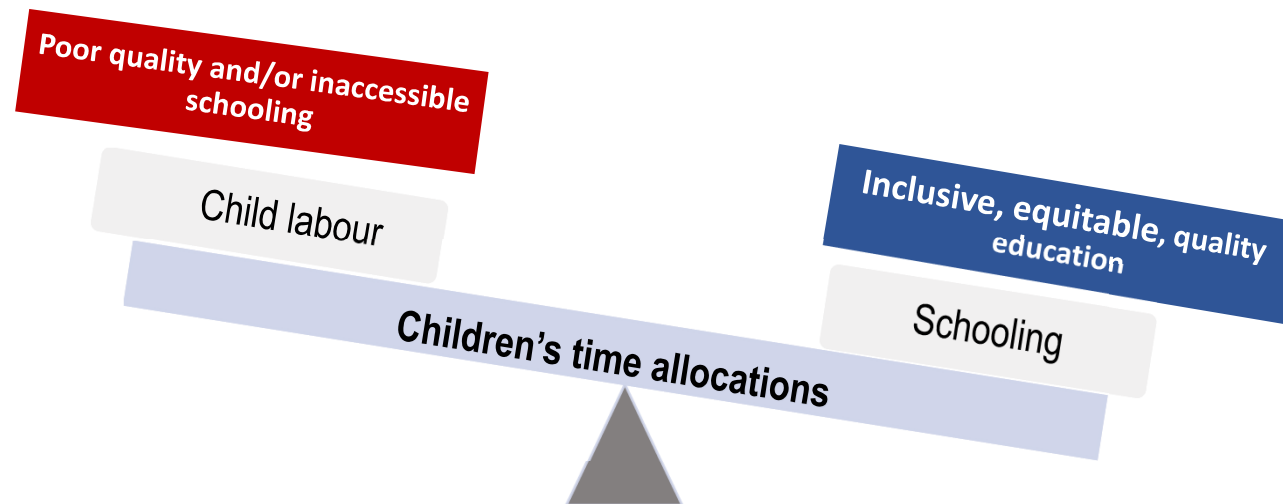 Poor quality and/or inaccessible
schooling
Child labour
Inclusive, equitable, quality
education
Schooling
Children’s time allocations